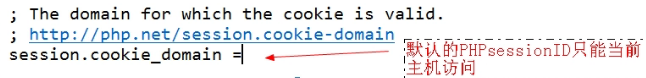 ; The domain for which the cookie is valid.
; http://php.net/session.cookie-domain
session.cookie_domain =
默认的PHPsessionID只能当前
主机访问